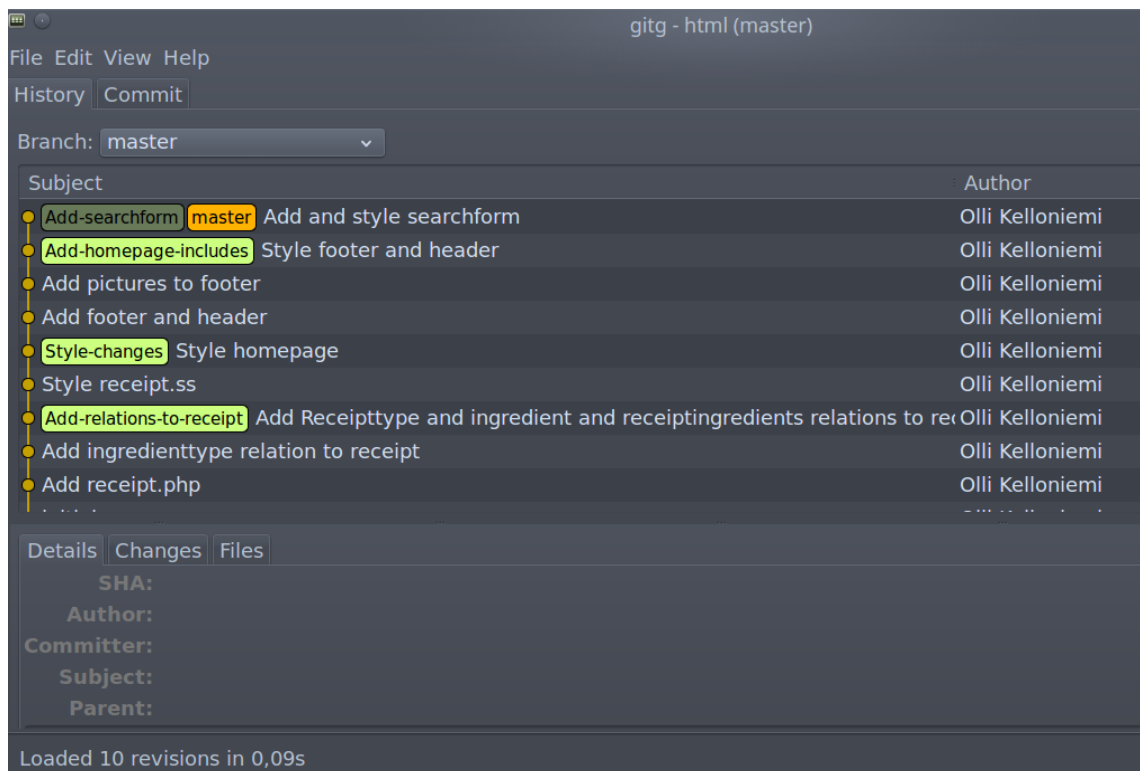 gitg - html (master)
File Edit View Help
History Commit
Branch: master
Subject Author
Add-searchform master Add and style searchform Olli Kelloniemi
Add-homepage-includes Style footer and header Olli Kelloniemi
Add pictures to footer Olli Kelloniemi
Add footer and header Olli Kelloniemi
Style-changes Style homepage Olli Kelloniemi
Style receipt.ss Olli Kelloniemi
Add-relations-to-receipt Add Receipttype and ingredient and receiptingredients relations to Olli Kelloniemi
Add ingredienttype relation to receipt Olli Kelloniemi
Add receipt.php Olli Kelloniemi
Details Changes Files
SHA:
Author:
Committer:
Subject:
Parent:
Loaded 10 revisions in 0,09s